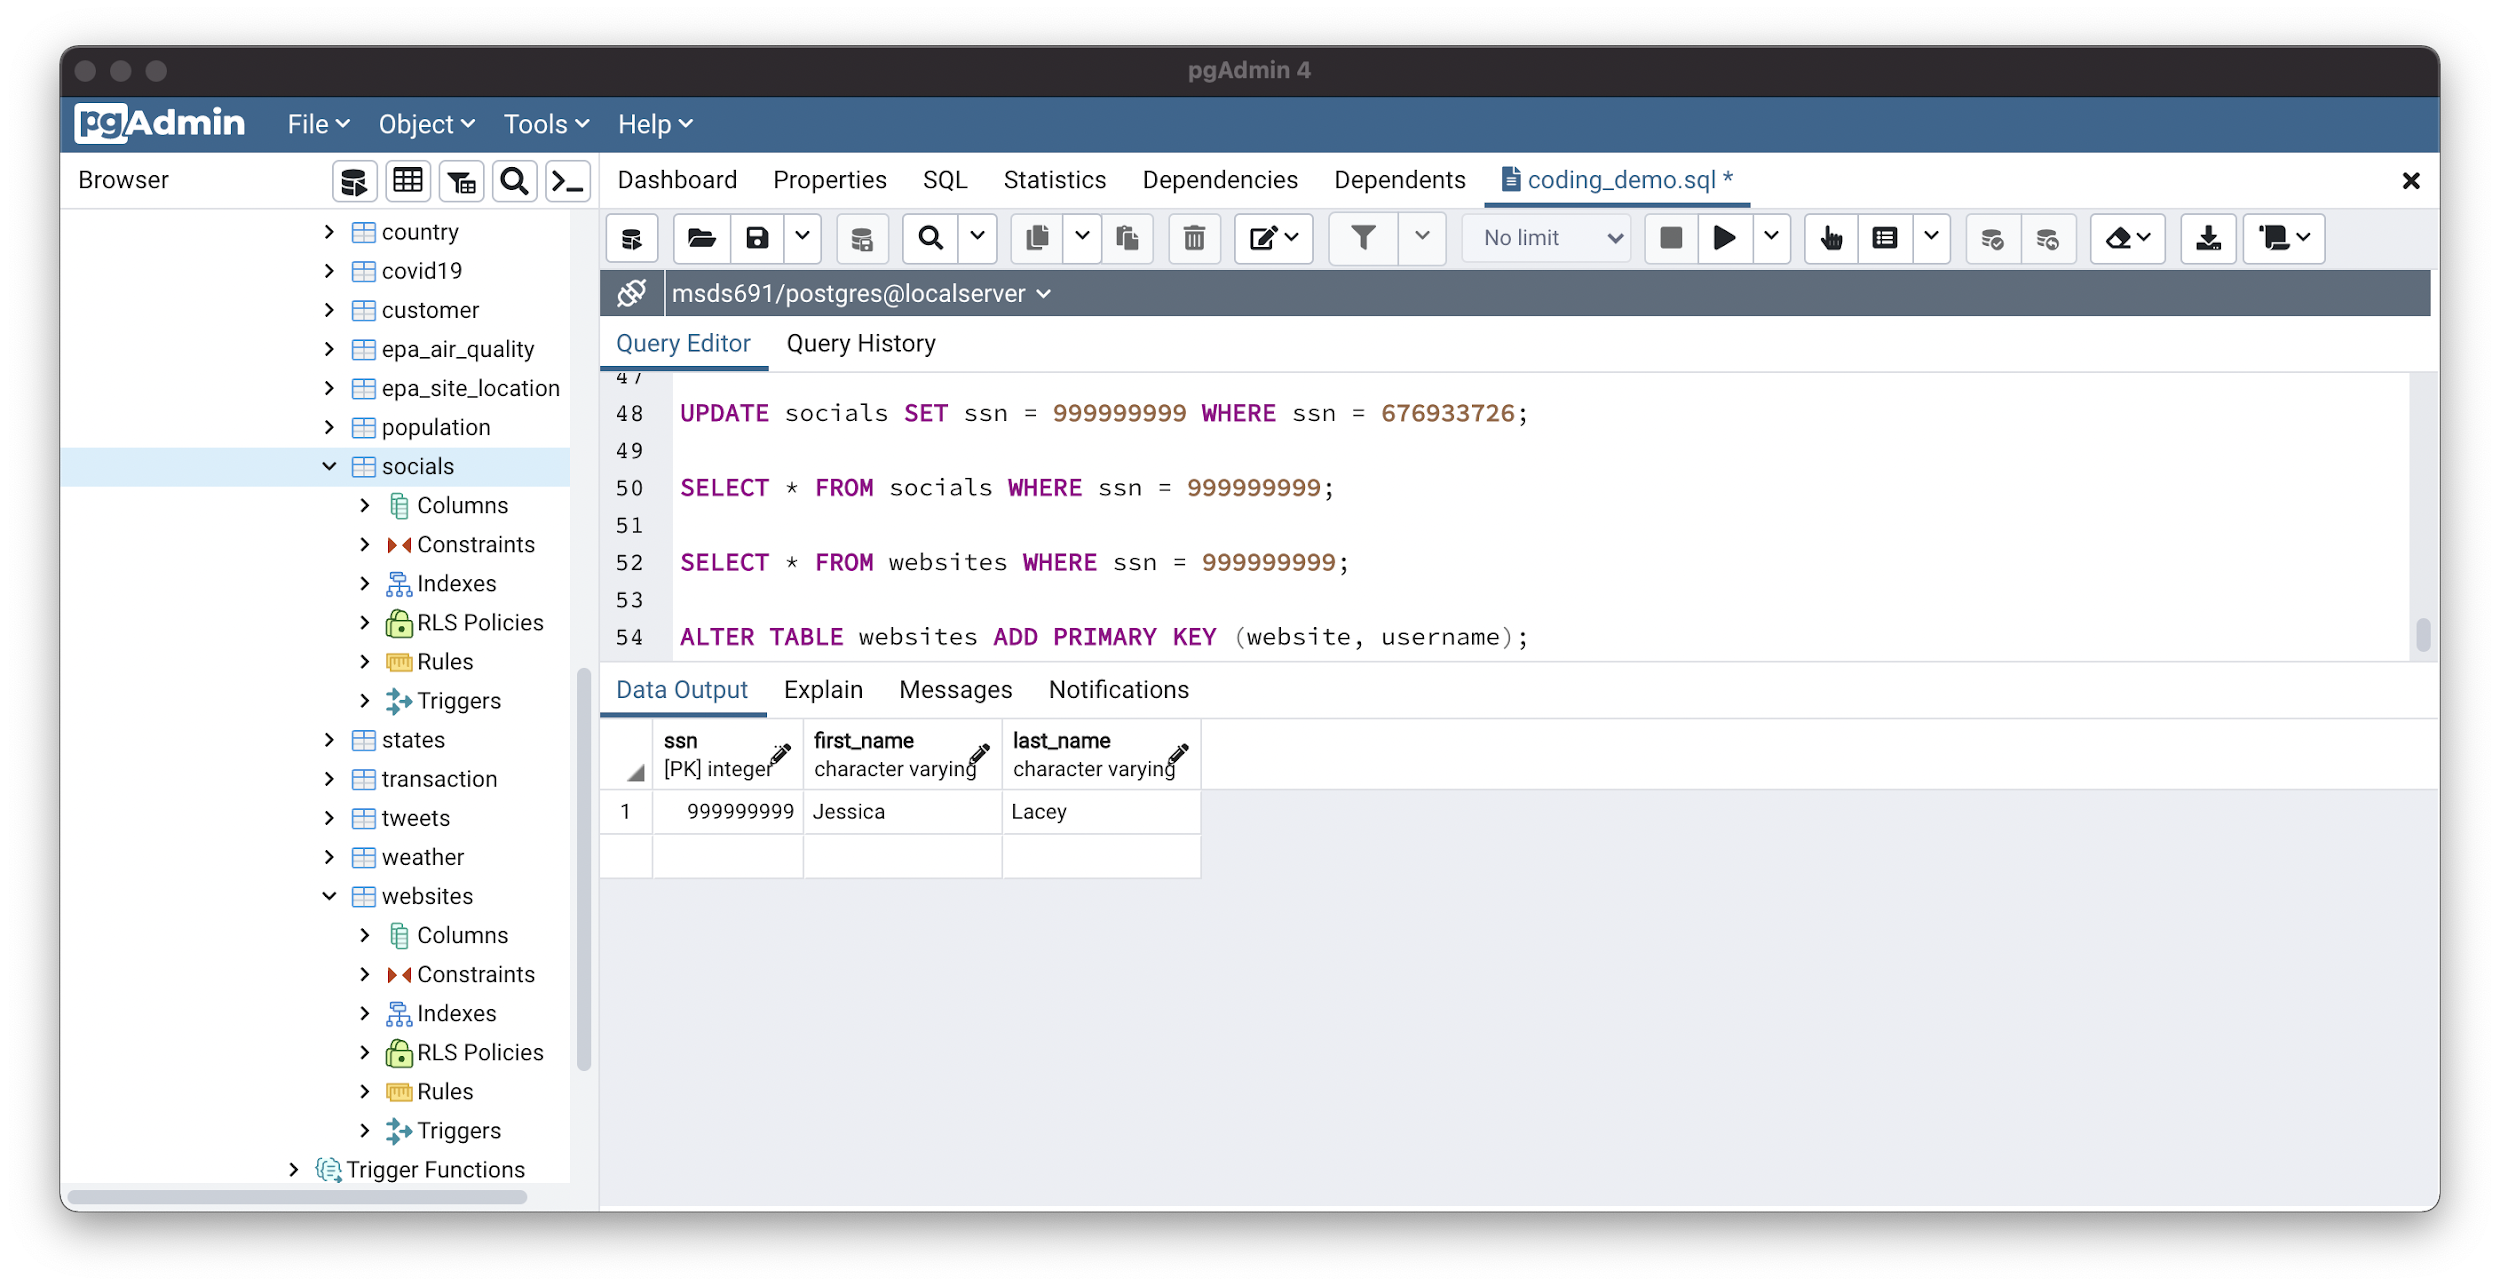 pgAdmin 4
pgAdmin File Object Tools Help
Browser
Dashboard Properties SQL Statistics Dependencies Dependents coding_demo.sql *
No limit
msds691/postgres@localserver
Query Editor Query History
country
covid19
customer
epa_air_quality
epa_site_location
population
socials
Columns
Constraints
Indexes
RLS Policies
Rules
Triggers
states
transaction
tweets
weather
websites
Columns
Constraints
Indexes
RLS Policies
Rules
Triggers
Trigger Functions
47
48 UPDATE socials SET ssn = 999999999 WHERE ssn = 676933726;
49
50 SELECT * FROM socials WHERE ssn = 999999999;
51
52 SELECT * FROM websites WHERE ssn = 999999999;
53
54 ALTER TABLE websites ADD PRIMARY KEY (website, username);
Data Output Explain Messages Notifications
ssn first_name last_name
[PK] integer character varying character varying
1 999999999 Jessica Lacey